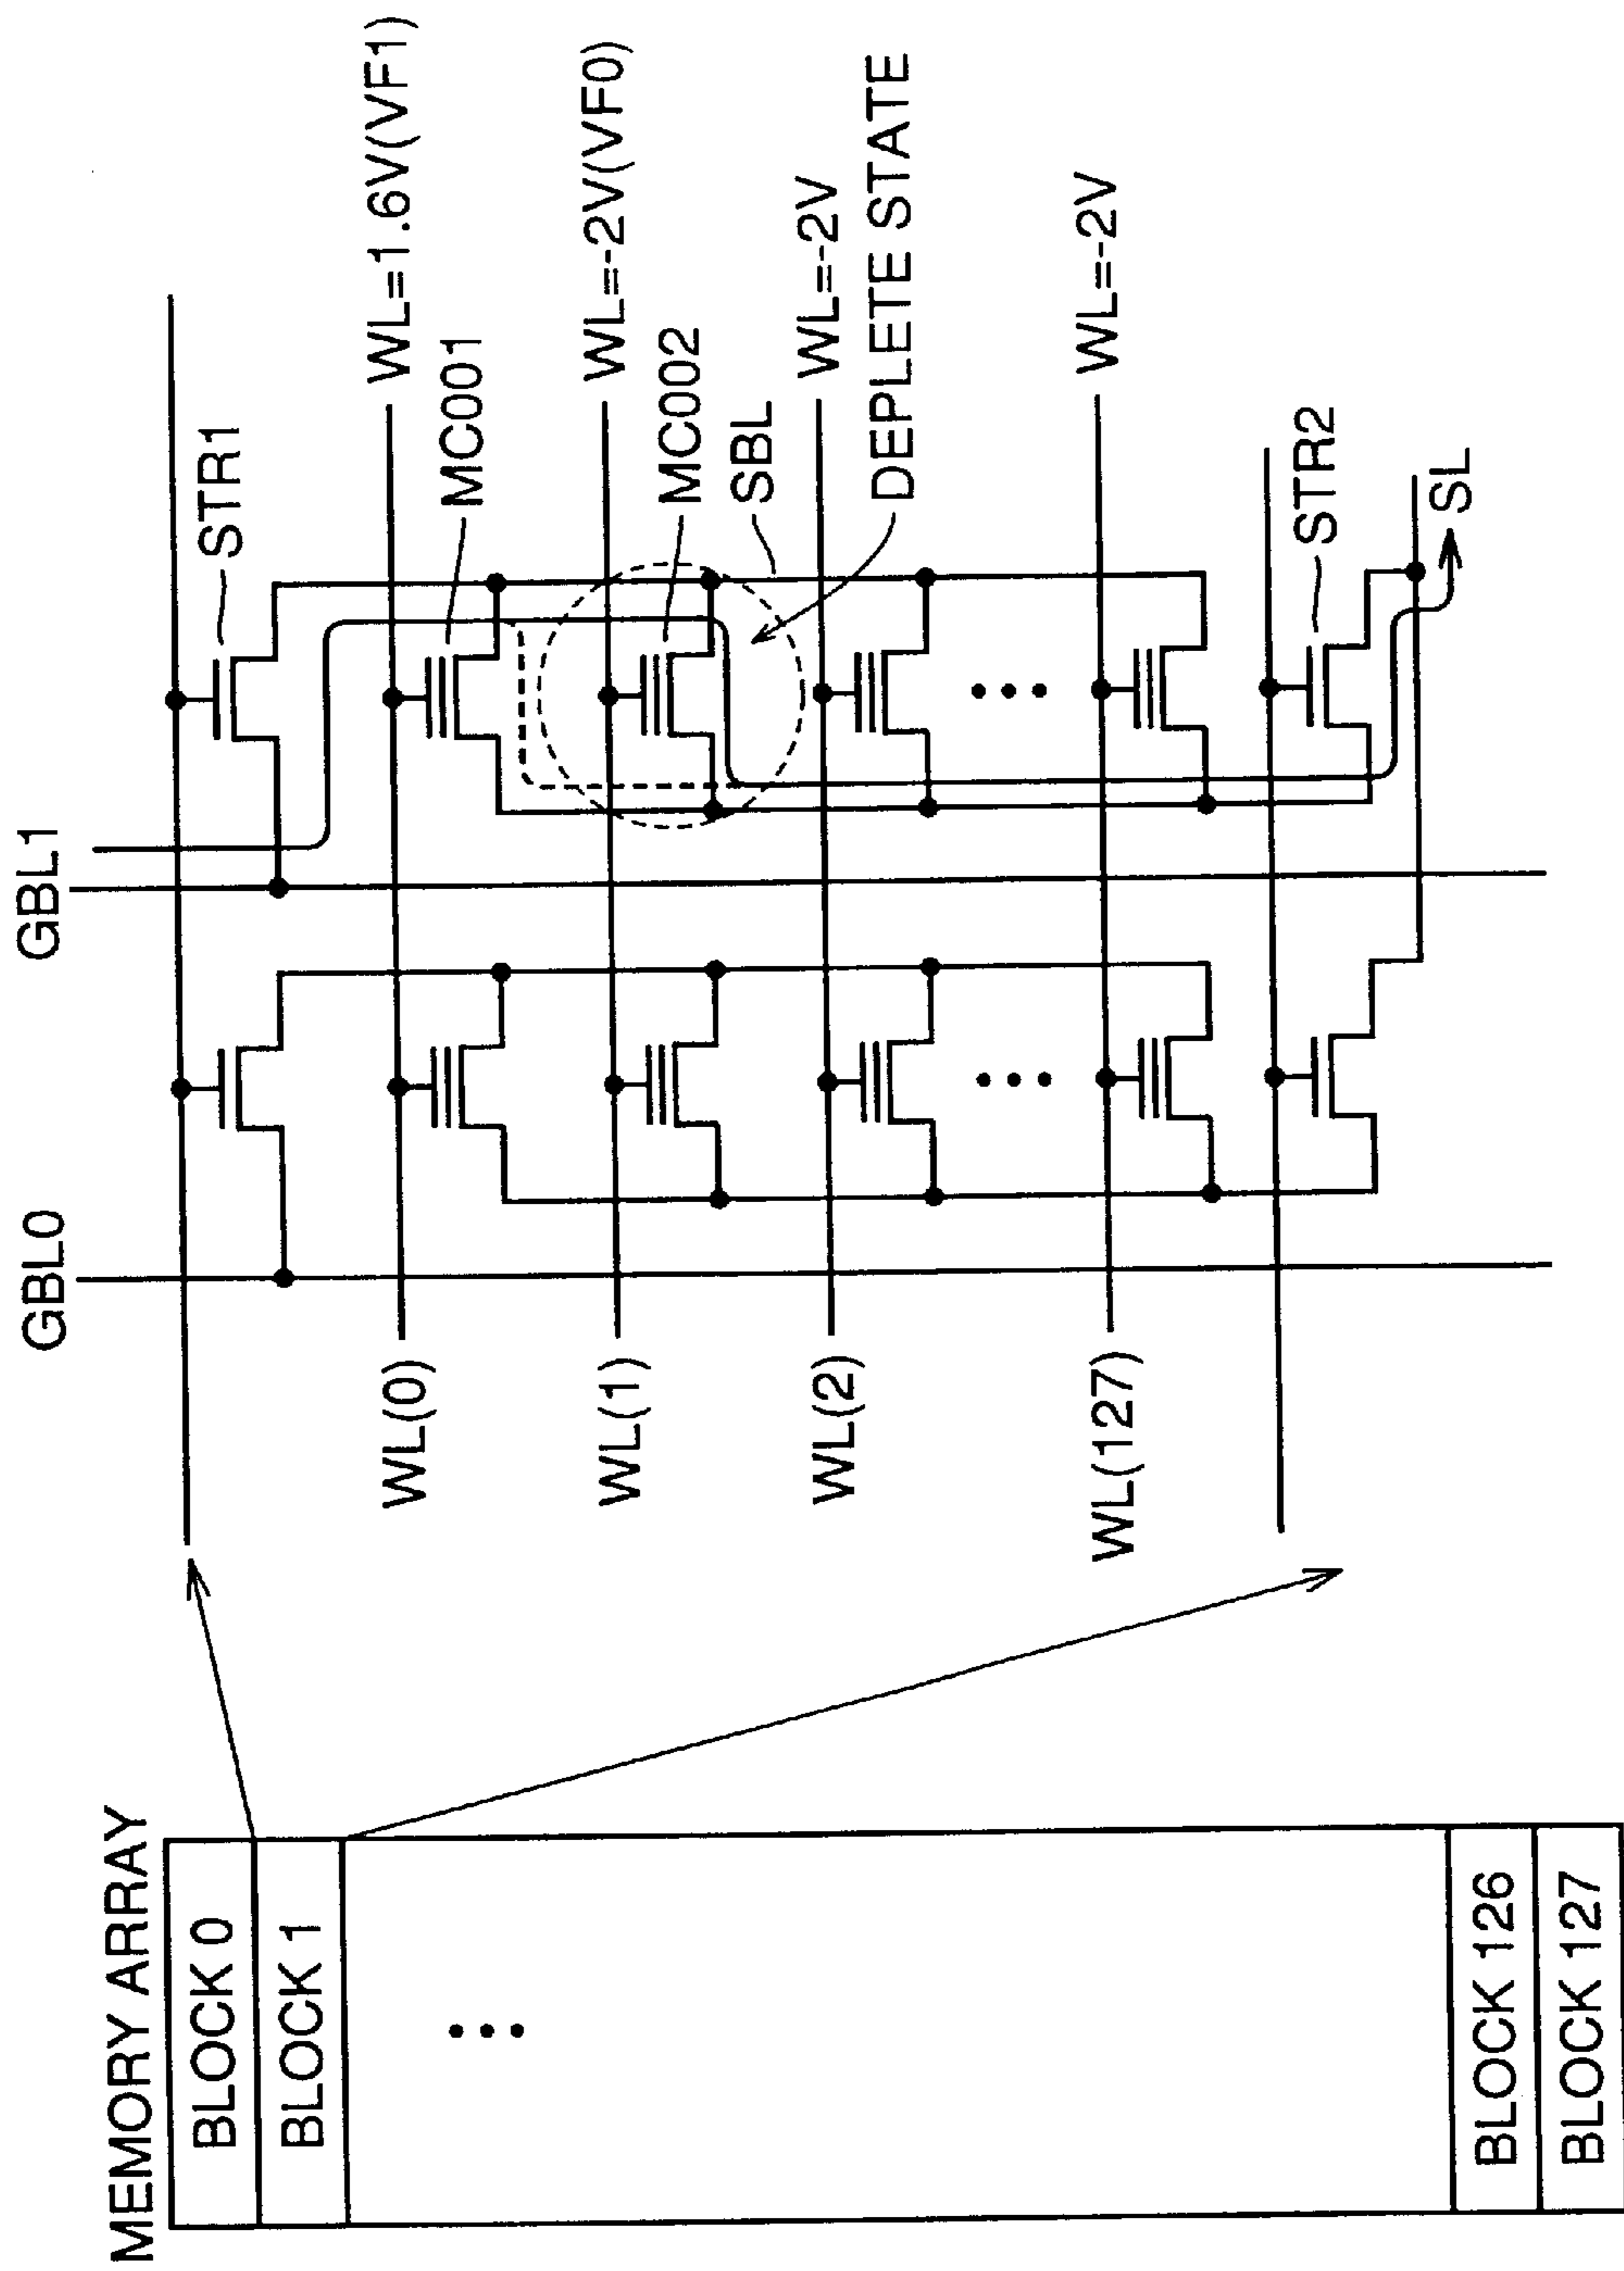 MEMORY ARRAY
BLOCK 0
BLOCK 1
BLOCK 126
BLOCK 127
GBL0
GBL1
STR1
WL(0)
WL=1.6V(VF1)
MC001
WL(1)
WL=-2V(VF0)
MC002
SBL
WL(2)
WL=-2V
DEPLETE STATE
WL(127)
WL=-2V
STR2
SL